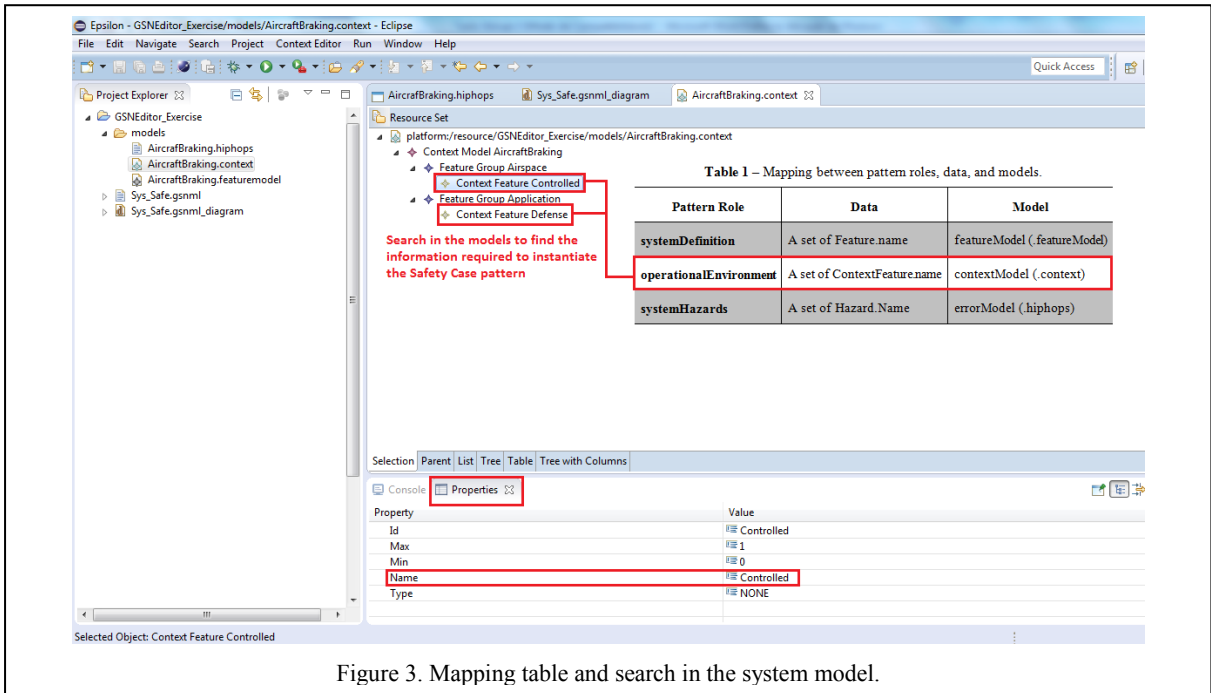 Epsilon - GSNEditor_Exercise/models/AircraftBraking.context - Eclipse
File Edit Navigate Search Project Context Editor Run Window Help
Quick Access
Project Explorer
GSNEditor_Exercise
models
AircrafBraking.hiphops
AircraftBraking.context
AircraftBraking.featuremodel
Sys_Safe.gsnml
Sys_Safe.gsnml_diagram
AircrafBraking.hiphops Sys_Safe.gsnml_diagram AircraftBraking.context
Resource Set
platform:/resource/GSNEditor_Exercise/models/AircraftBraking.context
Context Model AircraftBraking
Feature Group Airspace
Context Feature Controlled
Feature Group Application
Context Feature Defense
Search in the models to find the
information required to instantiate
the Safety Case pattern
Table 1 – Mapping between pattern roles, data, and models.
Pattern Role Data Model
systemDefinition A set of Feature.name featureModel (.featureModel)
operationalEnvironment A set of ContextFeature.name contextModel (.context)
systemHazards A set of Hazard.Name errorModel (.hiphops)
Selection Parent List Tree Table Tree with Columns
Console Properties
Property Value
Id Controlled
Max 1
Min 0
Name Controlled
Type NONE
Selected Object: Context Feature Controlled
Figure 3. Mapping table and search in the system model.